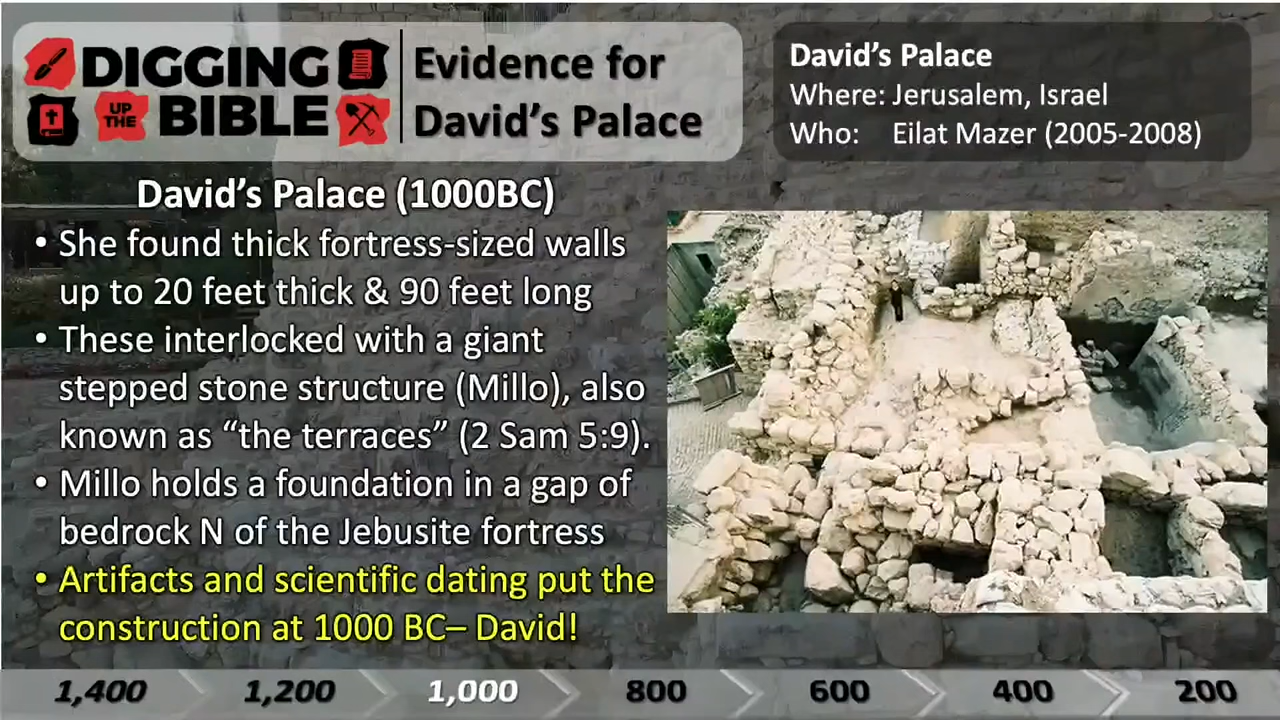 DIGGING
UP THE
BIBLE
Evidence for
David's Palace
David's Palace
Where: Jerusalem, Israel
Who: Eilat Mazer (2005-2008)
David's Palace (1000BC)
• She found thick fortress-sized walls
up to 20 feet thick & 90 feet long
• These interlocked with a giant
stepped stone structure (Millo), also
known as “the terraces” (2 Sam 5:9).
• Millo holds a foundation in a gap of
bedrock N of the Jebusite fortress
• Artifacts and scientific dating put the
construction at 1000 BC– David!
1,400 1,200 1,000 800 600 400 200